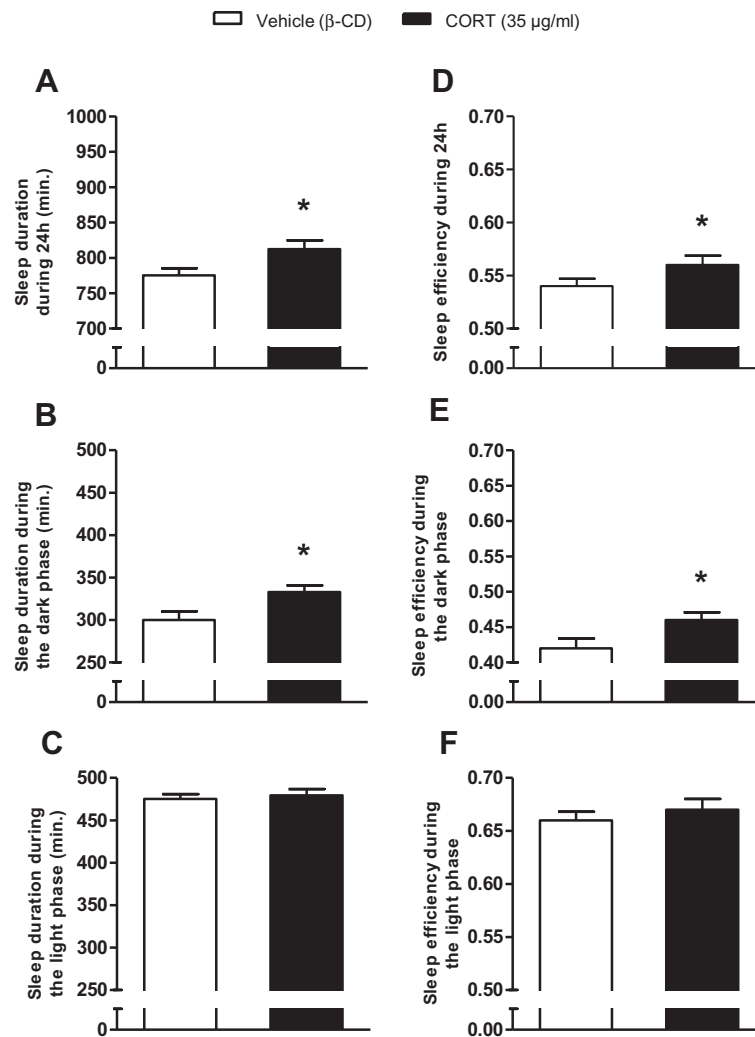 Vehicle (β-CD) CORT (35 µg/ml)
A
Sleep duration
during 24h (min.)
1000
950
900
850
800
750
700
0
*
D
Sleep efficiency during 24h
0.70
0.65
0.60
0.55
0.50
0.00
*
B
Sleep duration during
the dark phase (min.)
500
450
400
350
300
250
0
*
E
Sleep efficiency during
the dark phase
0.70
0.65
0.60
0.55
0.50
0.45
0.40
0.00
*
C
Sleep duration during
the light phase (min.)
500
450
400
350
300
250
0
F
Sleep efficiency during
the light phase
0.70
0.65
0.60
0.55
0.50
0.00